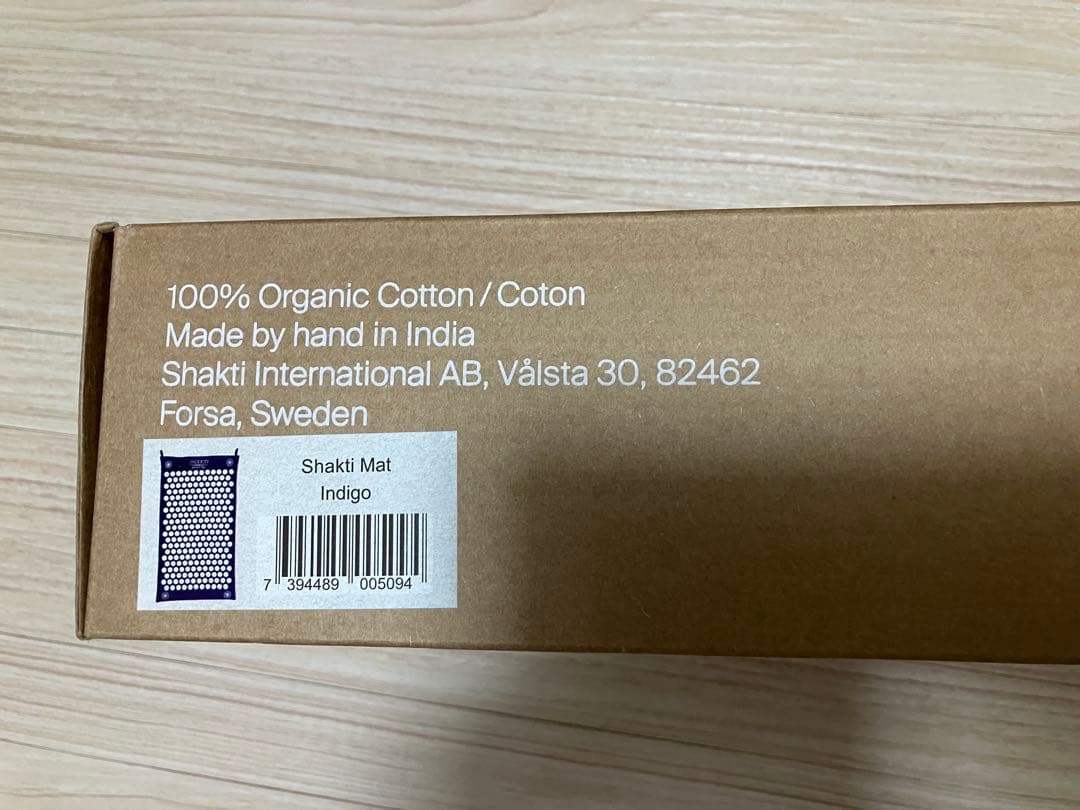 100% Organic Cotton / Coton
Made by hand in India
Shakti International AB, Vålsta 30, 82462
Forsa, Sweden
Shakti Mat
Indigo
7 394489 005094